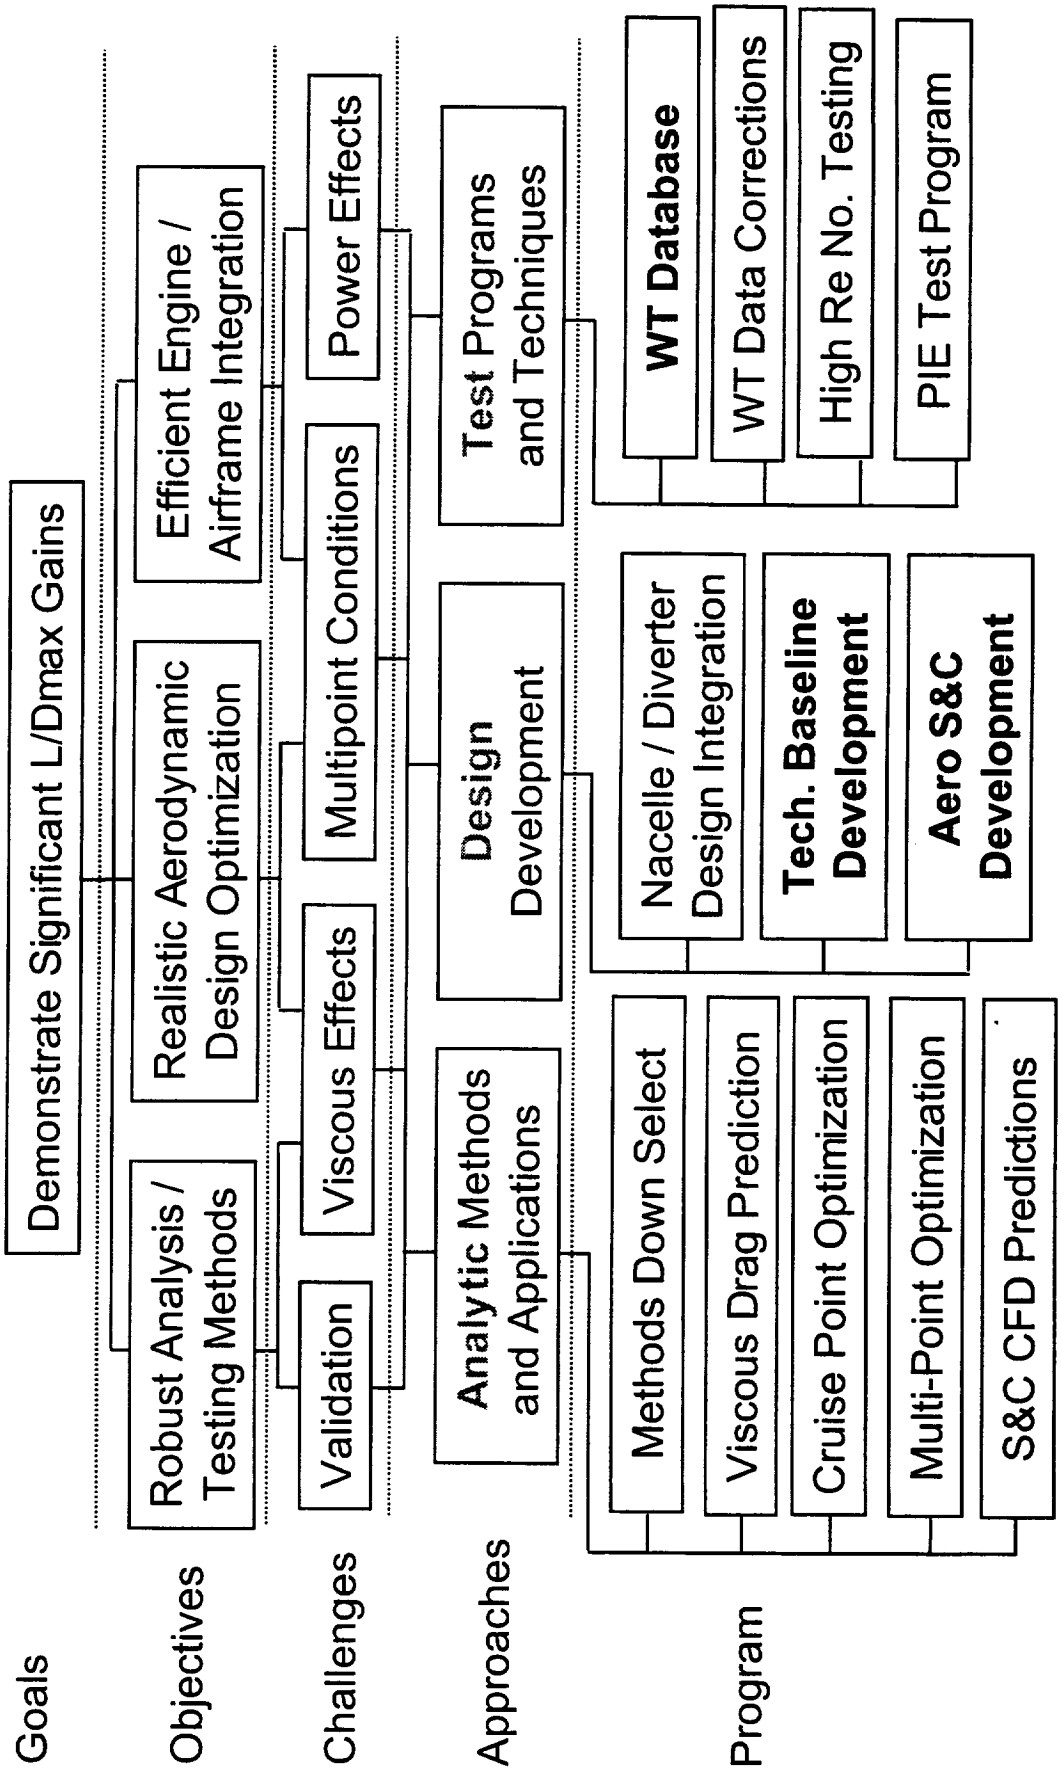 Goals
Demonstrate Significant L/Dmax Gains
Objectives
Robust Analysis /
Testing Methods
Realistic Aerodynamic
Design Optimization
Efficient Engine /
Airframe Integration
Challenges
Validation
Viscous Effects
Multipoint Conditions
Power Effects
Approaches
Analytic Methods
and Applications
Design
Development
Test Programs
and Techniques
Program
Methods Down Select
Viscous Drag Prediction
Cruise Point Optimization
Multi-Point Optimization
S&C CFD Predictions
Nacelle / Diverter
Design Integration
Tech. Baseline
Development
Aero S&C
Development
WT Database
WT Data Corrections
High Re No. Testing
PIE Test Program